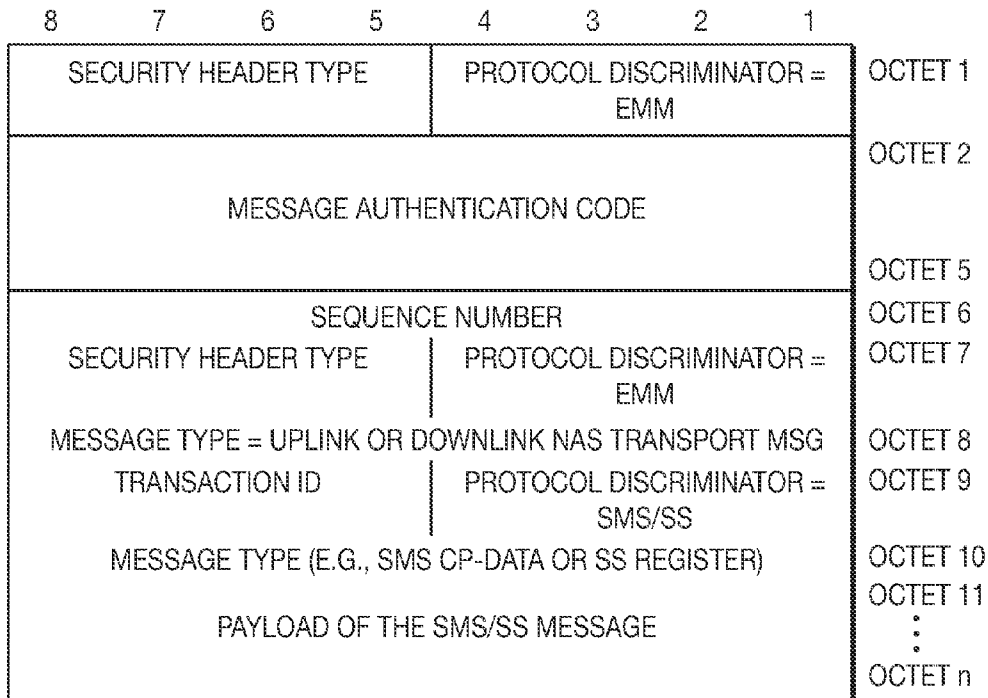 8 7 6 5 4 3 2 1
SECURITY HEADER TYPE PROTOCOL DISCRIMINATOR = OCTET 1
EMM
OCTET 2
MESSAGE AUTHENTICATION CODE
OCTET 5
SEQUENCE NUMBER OCTET 6
SECURITY HEADER TYPE PROTOCOL DISCRIMINATOR = OCTET 7
EMM
MESSAGE TYPE = UPLINK OR DOWNLINK NAS TRANSPORT MSG OCTET 8
TRANSACTION ID PROTOCOL DISCRIMINATOR = OCTET 9
SMS/SS
MESSAGE TYPE (E.G., SMS CP-DATA OR SS REGISTER) OCTET 10
OCTET 11
PAYLOAD OF THE SMS/SS MESSAGE
OCTET n